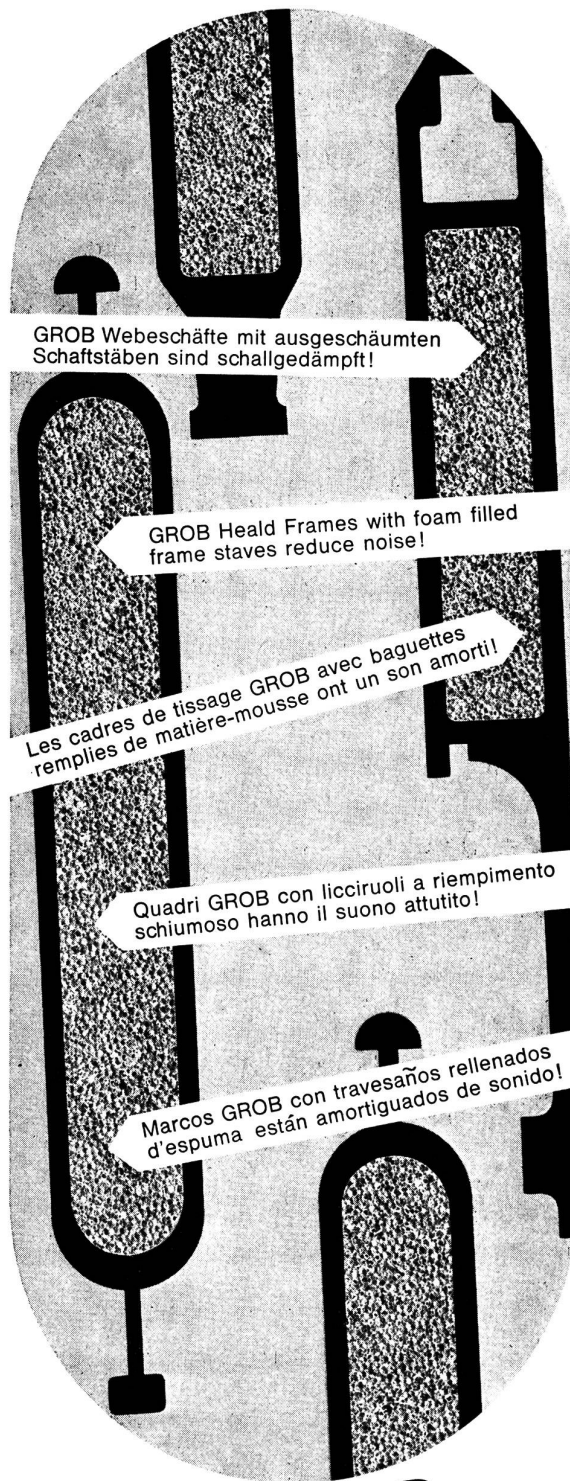 GROB Webeschäfte mit ausgeschäumten
Schaftstäben sind schallgedämpft!
GROB Heald Frames with foam filled
frame staves reduce noise!
Les cadres de tissage GROB avec baguettes
remplies de matière-mousse ont un son amorti!
Quadri GROB con licciruoli a riempimento
schiumoso hanno il suono attutito!
Marcos GROB con travesaños rellenados
d'espuma están amortiguados de sonido!